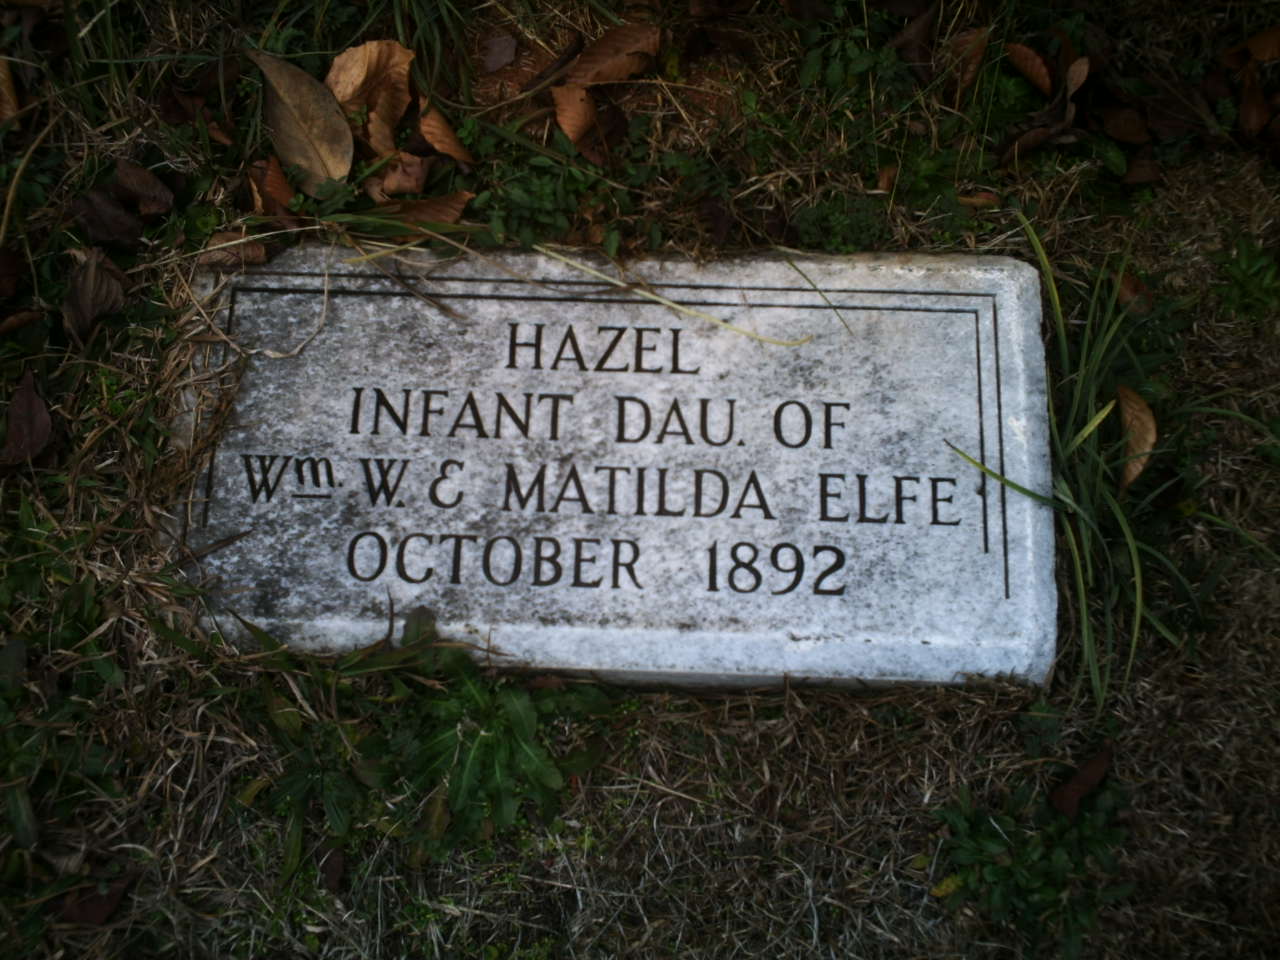 HAZEL
INFANT DAU. OF
Wm. W. & MATILDA ELFE
OCTOBER 1892